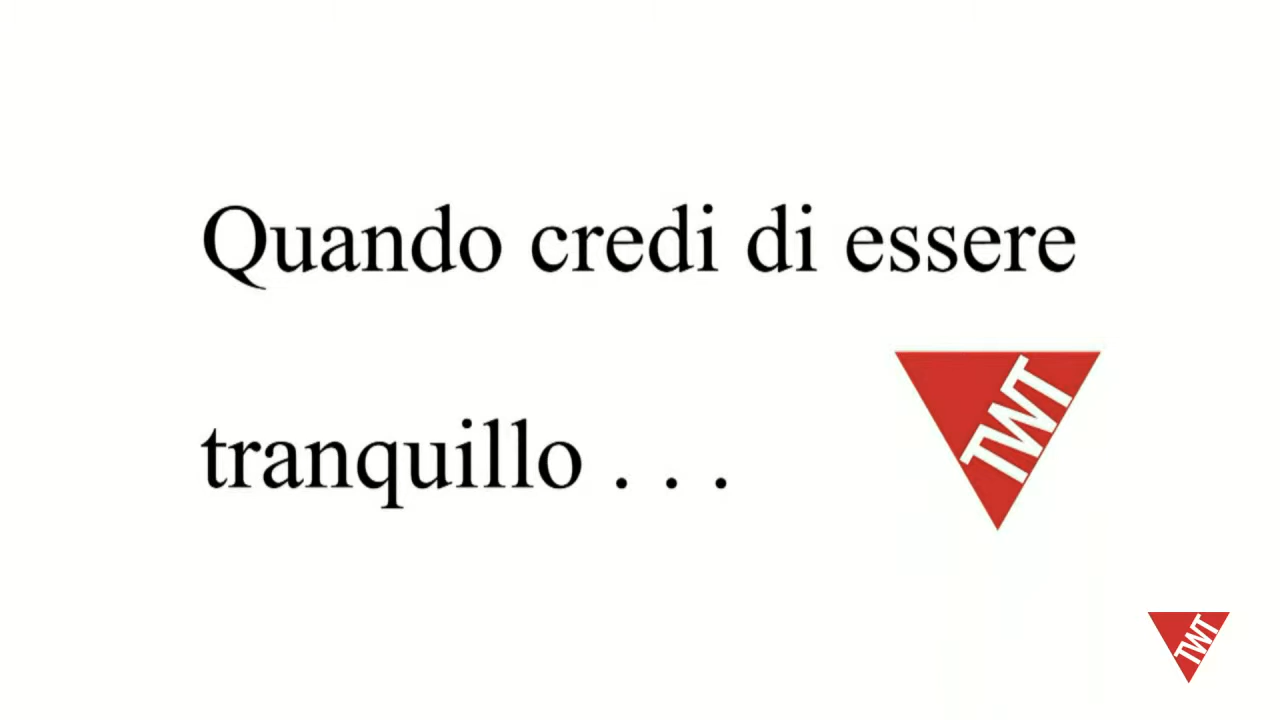 Quando credi di essere
tranquillo . . .
TWT
TWT